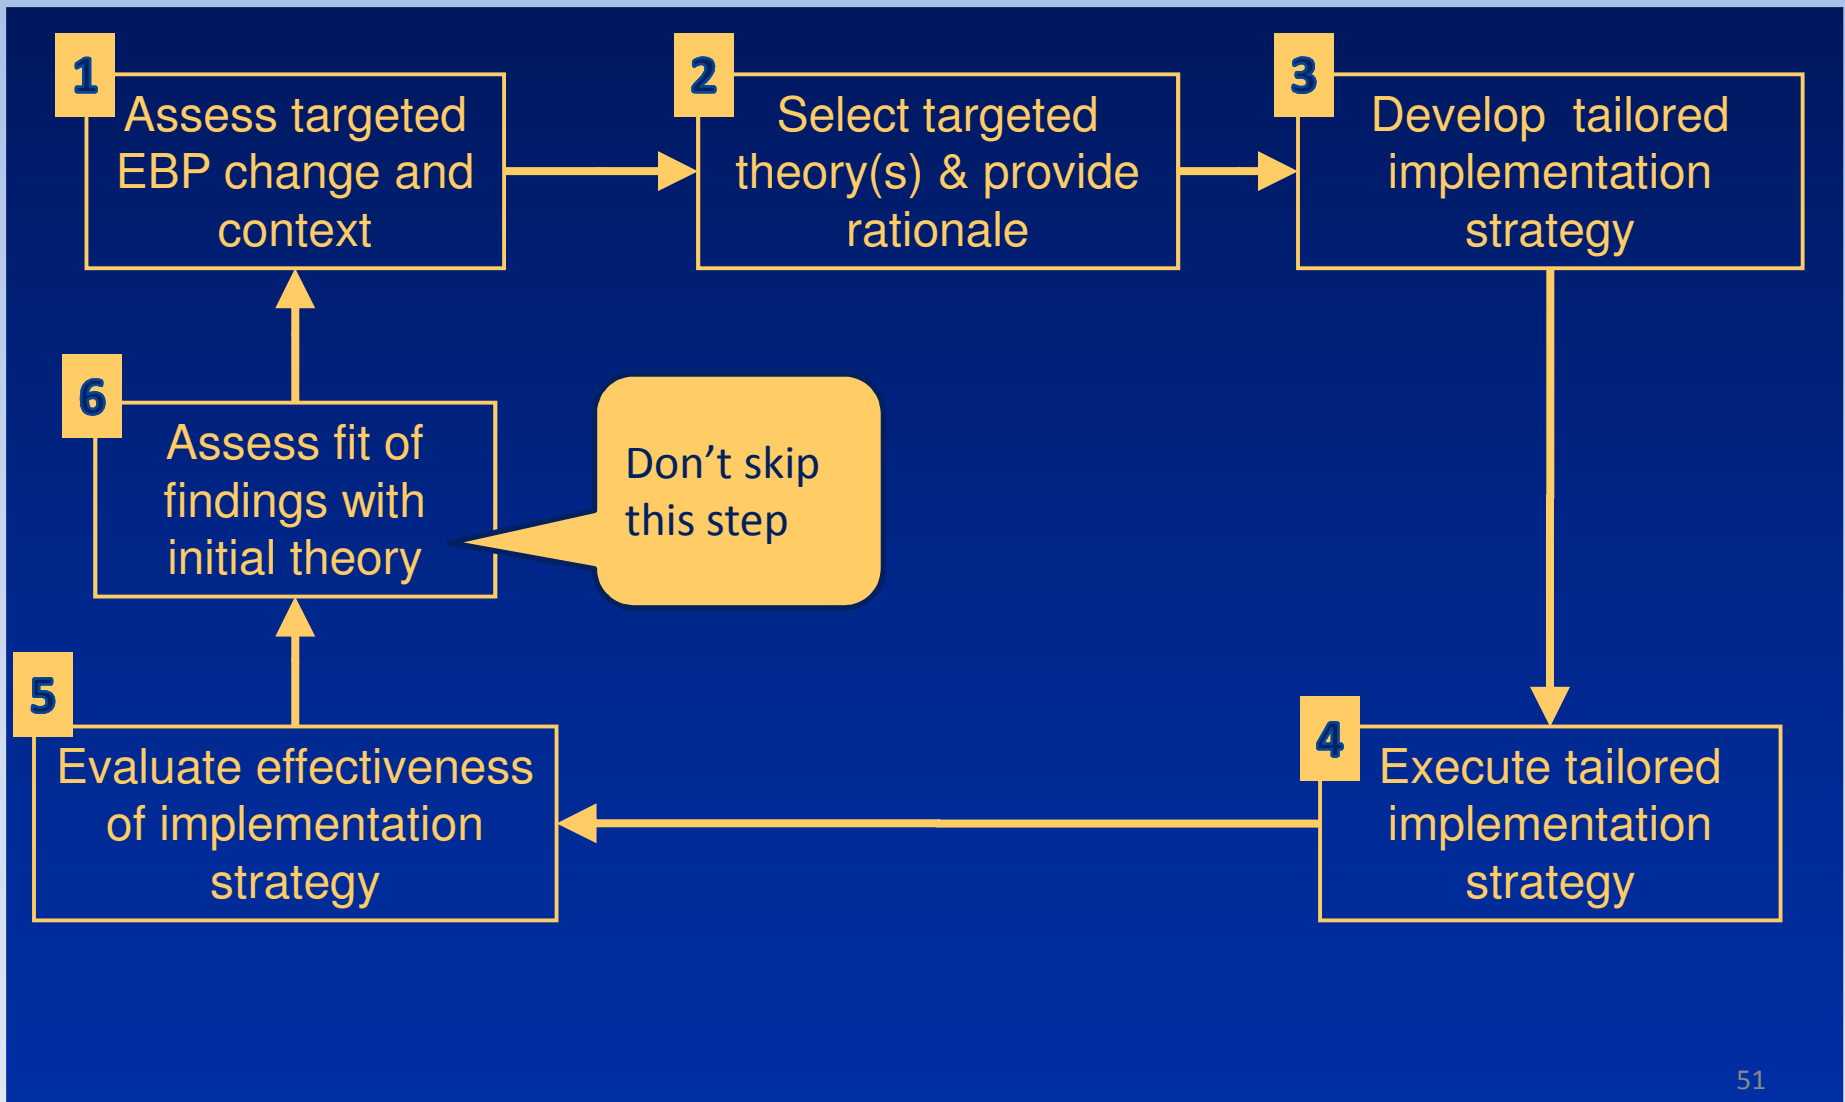 1
Assess targeted
EBP change and
context
2
Select targeted
theory(s) & provide
rationale
3
Develop  tailored
implementation
strategy
6
Assess fit of
findings with
initial theory
Don’t skip
this step
5
Evaluate effectiveness
of implementation
strategy
4
Execute tailored
implementation
strategy
51